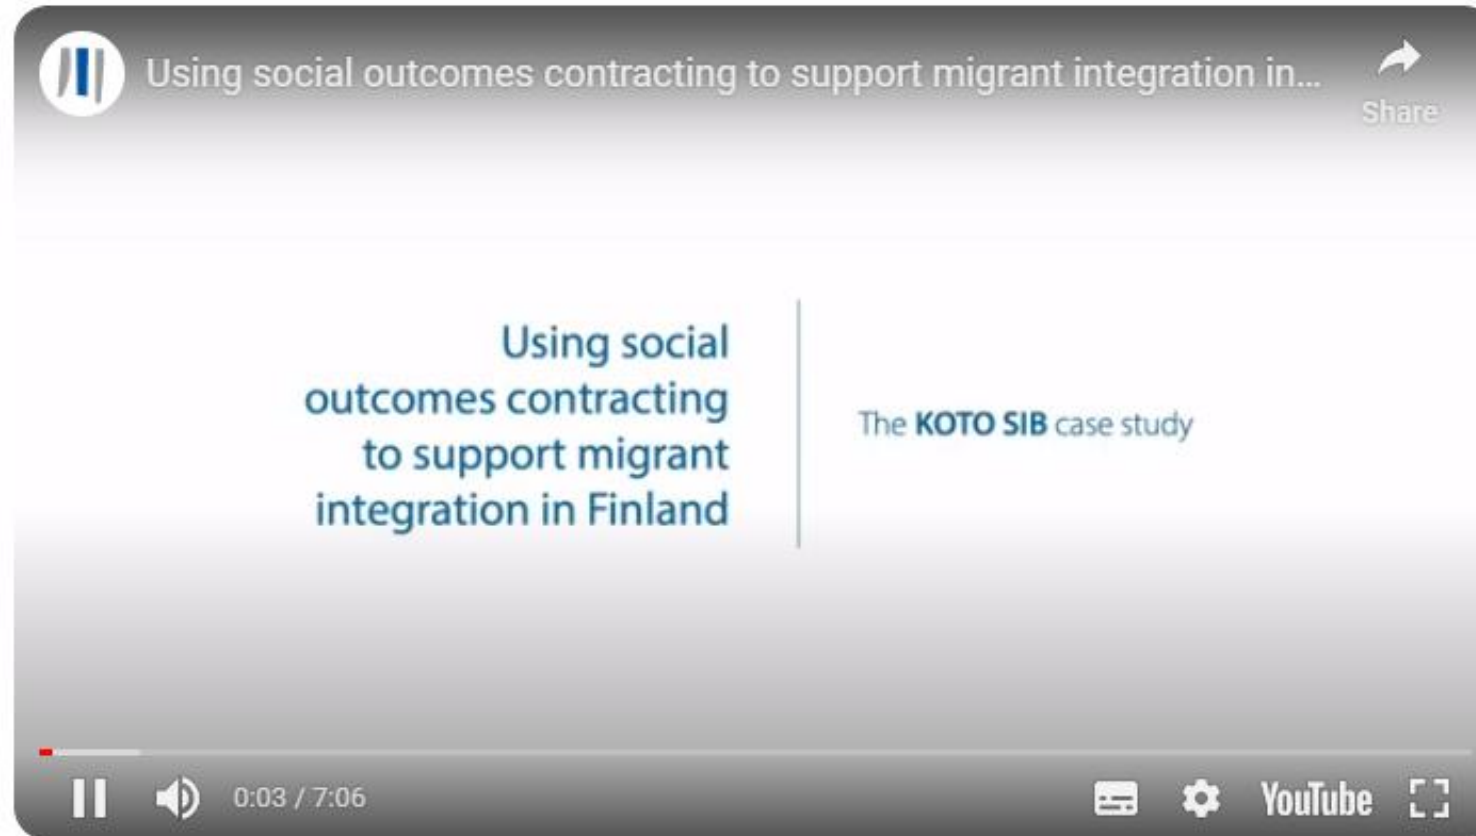 Using social outcomes contracting to support migrant integration in...
Share
Using social
outcomes contracting
to support migrant
integration in Finland
The KOTO SIB case study
0:03 / 7:06
YouTube